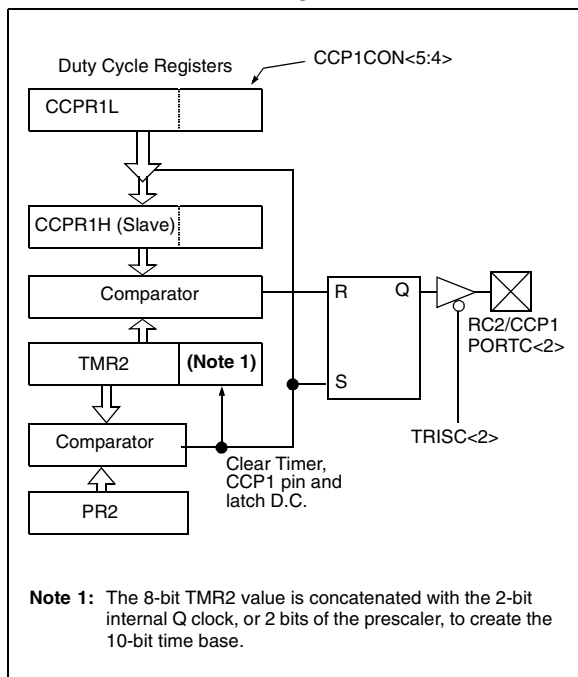 Duty Cycle Registers
CCP1CON<5:4>
CCPR1L
CCPR1H (Slave)
Comparator
R
Q
RC2/CCP1
PORTC<2>
TMR2
(Note 1)
S
TRISC<2>
Comparator
Clear Timer,
CCP1 pin and
latch D.C.
PR2
Note 1: The 8-bit TMR2 value is concatenated with the 2-bit
internal Q clock, or 2 bits of the prescaler, to create the
10-bit time base.